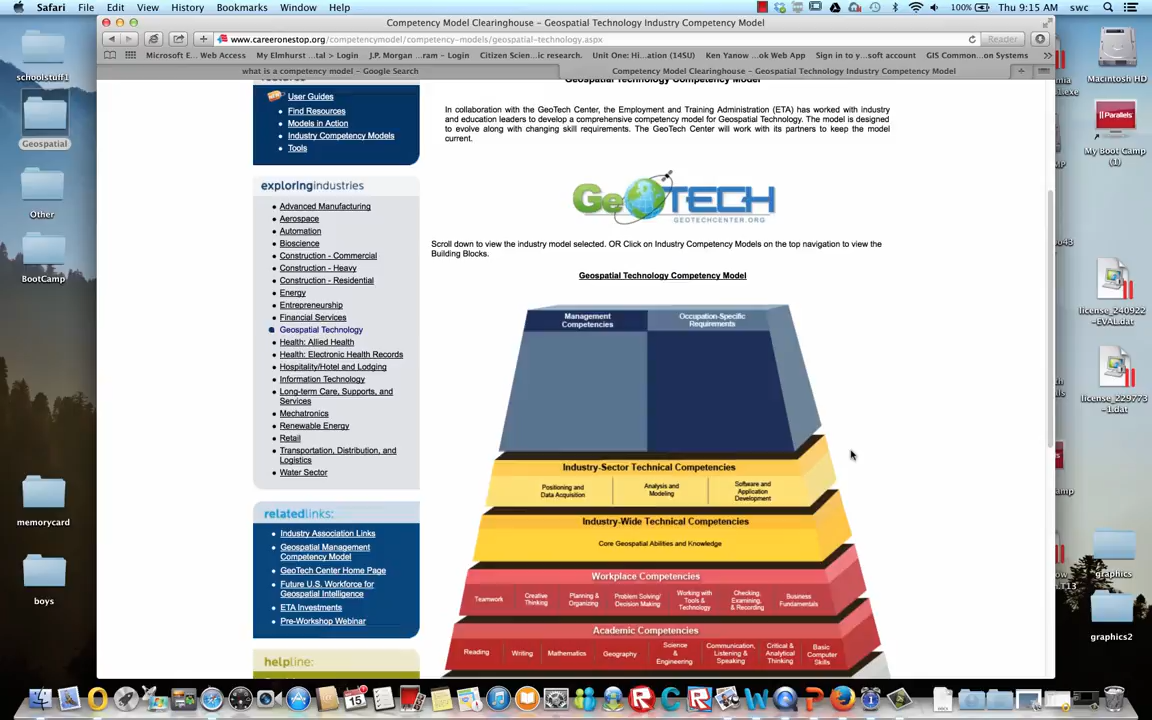 Safari File Edit View History Bookmarks Window Help 100% Thu 9:15 AM swc
Competency Model Clearinghouse – Geospatial Technology Industry Competency Model
www.careeronestop.org/competencymodel/competency-models/geospatial-technology.aspx Reader
Microsoft E... Web Access My Elmhurst ...tal > Login J.P. Morgan ...ram – Login Citizen Scien...ic research. Unit One: Hi...ation (14SU) Ken Yanow ...ok Web App Sign in to y...soft account GIS Common...on Systems
what is a competency model – Google Search Competency Model Clearinghouse – Geospatial Technology Industry Competency Model
User Guides
Find Resources
Models in Action
Industry Competency Models
Tools
exploringindustries
Advanced Manufacturing
Aerospace
Automation
Bioscience
Construction - Commercial
Construction - Heavy
Construction - Residential
Energy
Entrepreneurship
Financial Services
Geospatial Technology
Health: Allied Health
Health: Electronic Health Records
Hospitality/Hotel and Lodging
Information Technology
Long-term Care, Supports, and
Services
Mechatronics
Renewable Energy
Retail
Transportation, Distribution, and
Logistics
Water Sector
relatedlinks:
Industry Association Links
Geospatial Management
Competency Model
GeoTech Center Home Page
Future U.S. Workforce for
Geospatial Intelligence
ETA Investments
Pre-Workshop Webinar
helpline:
Geospatial Technology Competency Model
In collaboration with the GeoTech Center, the Employment and Training Administration (ETA) has worked with industry
and education leaders to develop a comprehensive competency model for Geospatial Technology. The model is designed
to evolve along with changing skill requirements. The GeoTech Center will work with its partners to keep the model
current.
GeoTECH
GEOTECHCENTER.ORG
Scroll down to view the industry model selected. OR Click on Industry Competency Models on the top navigation to view the
Building Blocks.
Geospatial Technology Competency Model
Management
Competencies
Occupation-Specific
Requirements
Industry-Sector Technical Competencies
Positioning and
Data Acquisition
Analysis and
Modeling
Software and
Application
Development
Industry-Wide Technical Competencies
Core Geospatial Abilities and Knowledge
Workplace Competencies
Teamwork
Creative
Thinking
Planning &
Organizing
Problem Solving/
Decision Making
Working with
Tools &
Technology
Checking,
Examining,
& Recording
Business
Fundamentals
Academic Competencies
Reading
Writing
Mathematics
Geography
Science
&
Engineering
Communication,
Listening &
Speaking
Critical &
Analytical
Thinking
Basic
Computer
Skills
schoolstuff1
Geospatial
Other
BootCamp
memorycard
boys
Macintosh HD
Parallels
My Boot Camp
(1)
license_240922
-EVAL.dat
license_229773
-1.dat
graphics
graphics2